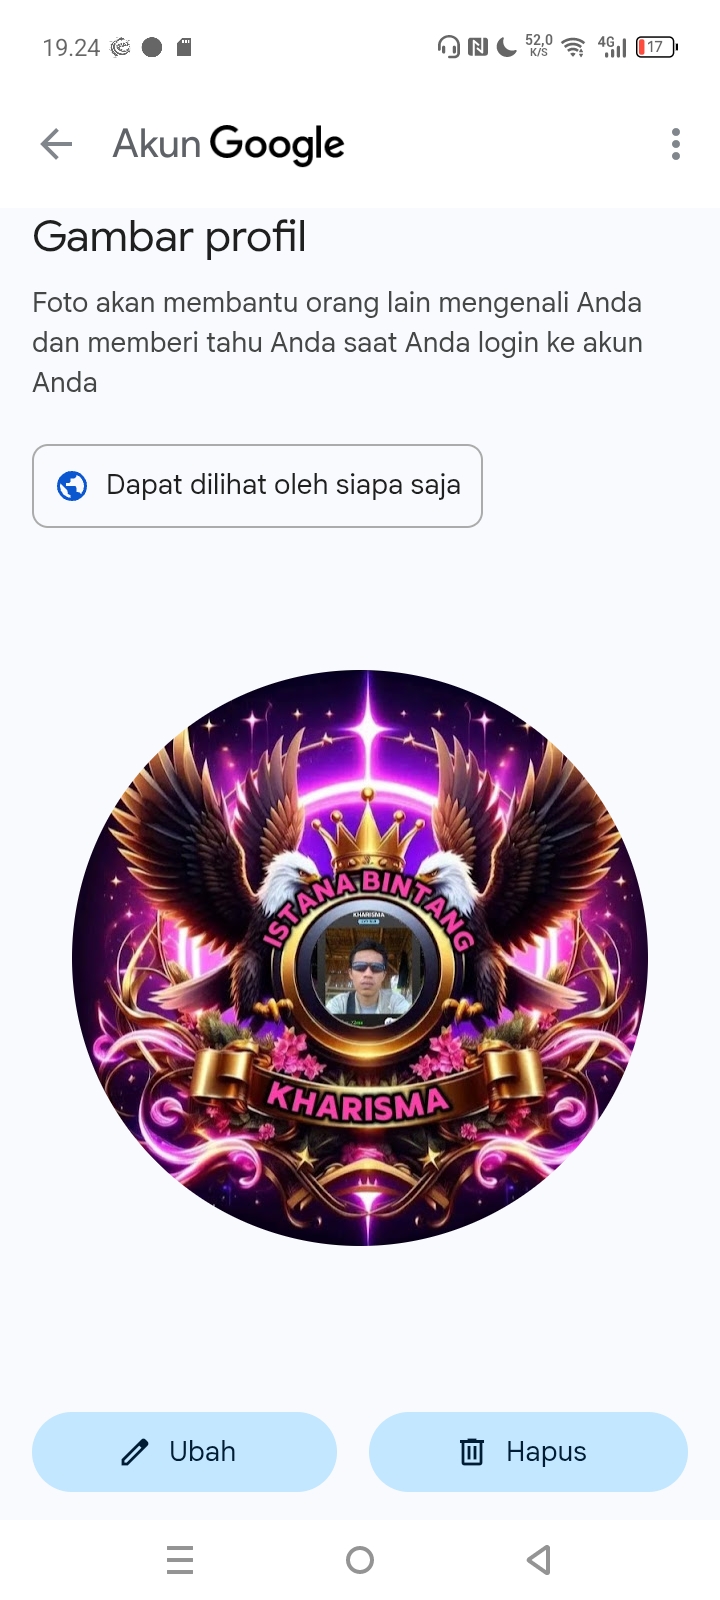 19.24
52,0
K/S
4G
17
Akun Google
Gambar profil
Foto akan membantu orang lain mengenali Anda
dan memberi tahu Anda saat Anda login ke akun
Anda
Dapat dilihat oleh siapa saja
ISTANA BINTANG
KHARISMA
KHARISMA
Ubah
Hapus